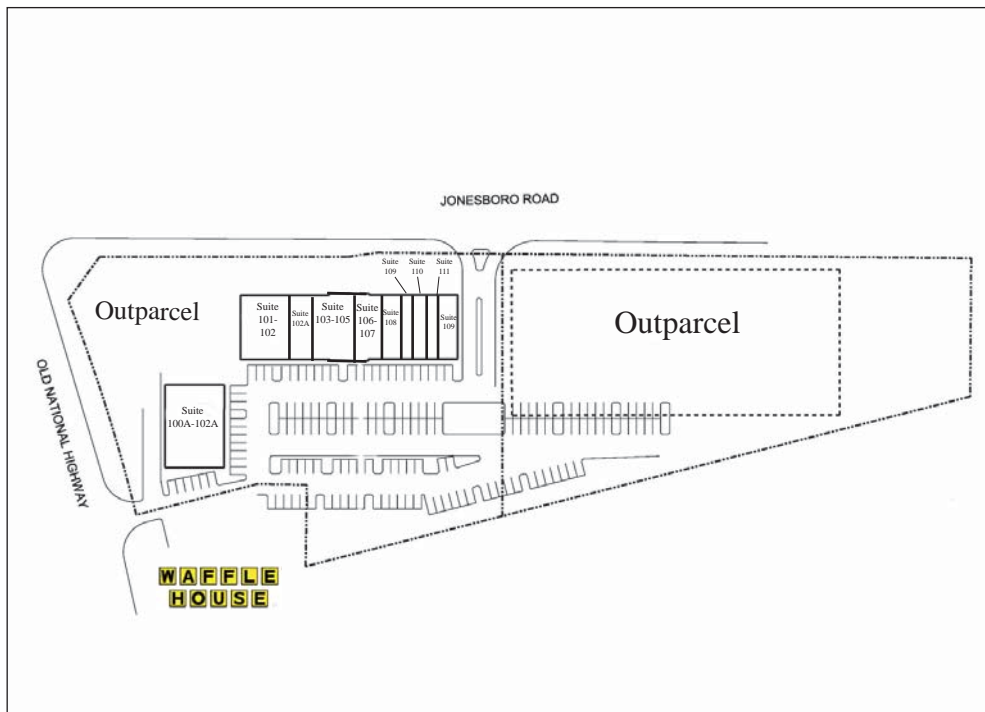 JONESBORO ROAD
Suite
109
Suite
110
Suite
111
Outparcel
Suite
101-
102
Suite
102A
Suite
103-105
Suite
106-
107
Suite
108
Suite
109
Outparcel
OLD NATIONAL HIGHWAY
Suite
100A-102A
WAFFLE
HOUSE